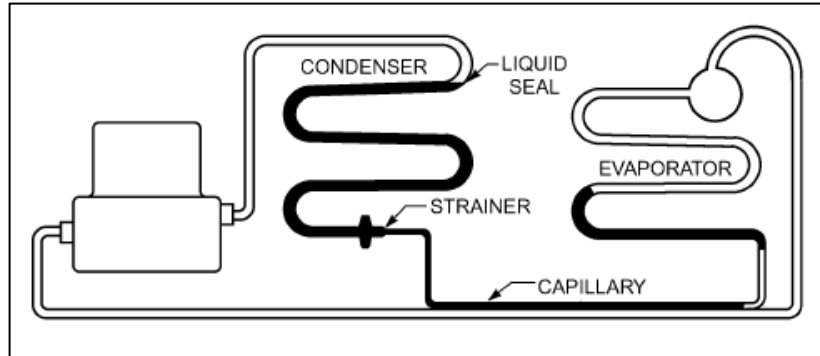 CONDENSER
LIQUID
SEAL
EVAPORATOR
STRAINER
CAPILLARY